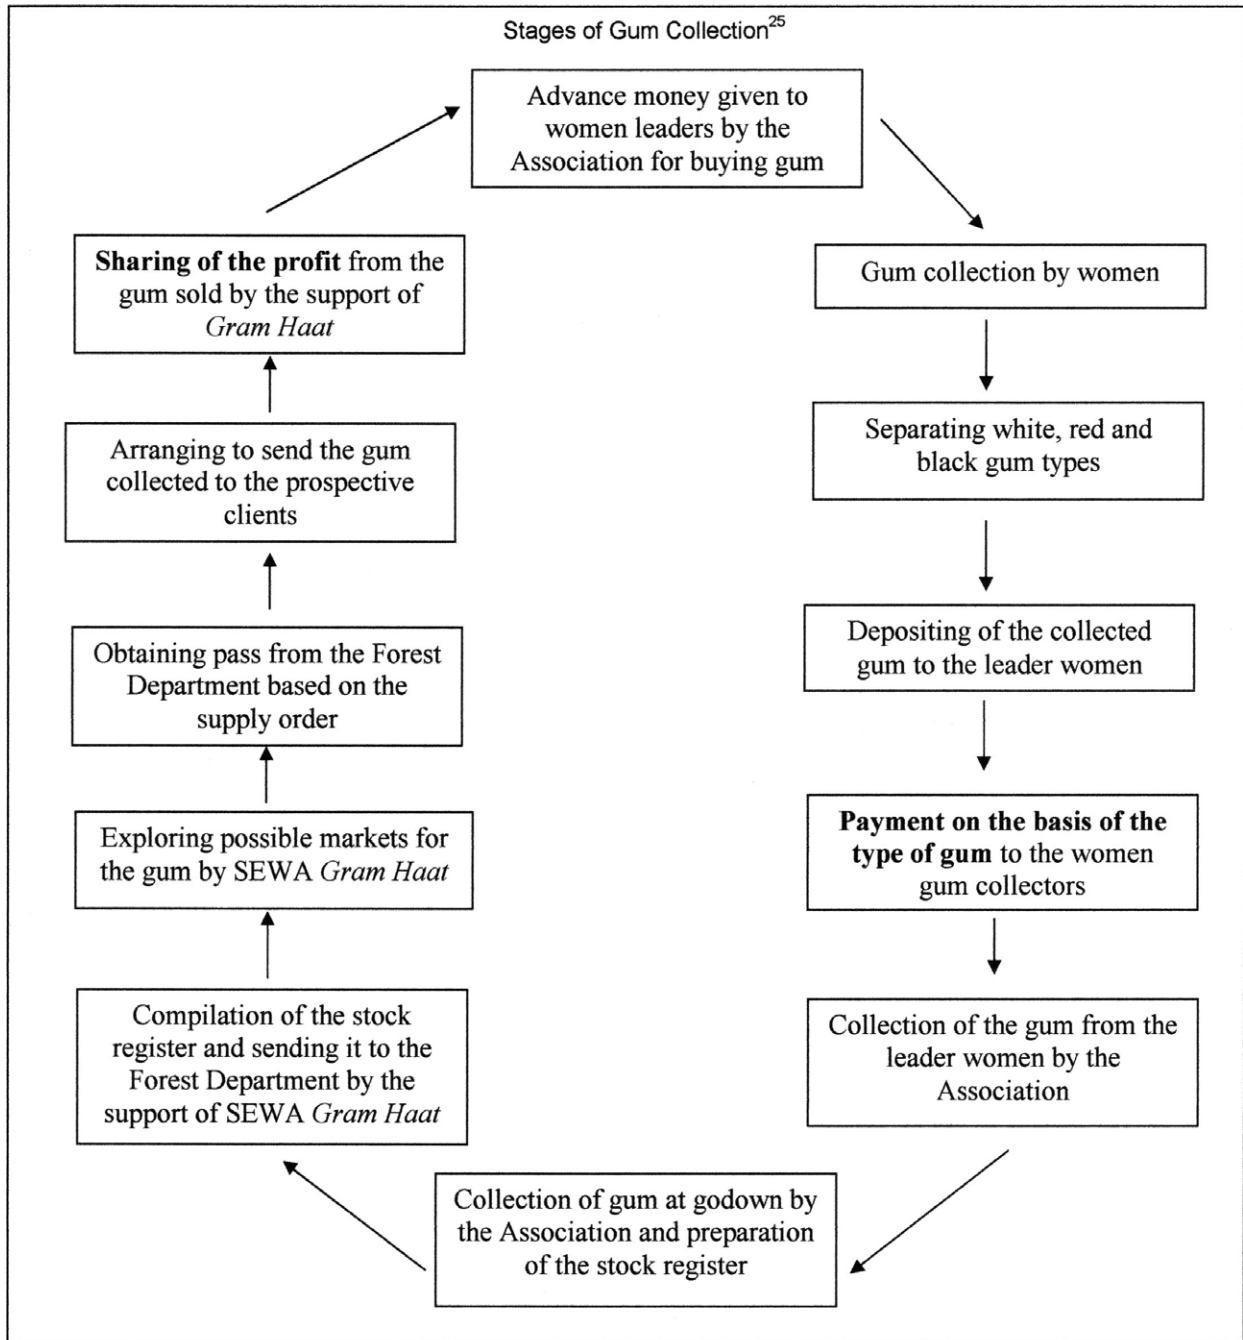 Stages of Gum Collection25
Advance money given to
women leaders by the
Association for buying gum
Gum collection by women
Separating white, red and
black gum types
Depositing of the collected
gum to the leader women
Payment on the basis of the
type of gum to the women
gum collectors
Collection of the gum from the
leader women by the
Association
Collection of gum at godown by
the Association and preparation
of the stock register
Compilation of the stock
register and sending it to the
Forest Department by the
support of SEWA Gram Haat
Exploring possible markets for
the gum by SEWA Gram Haat
Obtaining pass from the Forest
Department based on the
supply order
Arranging to send the gum
collected to the prospective
clients
Sharing of the profit from the
gum sold by the support of
Gram Haat